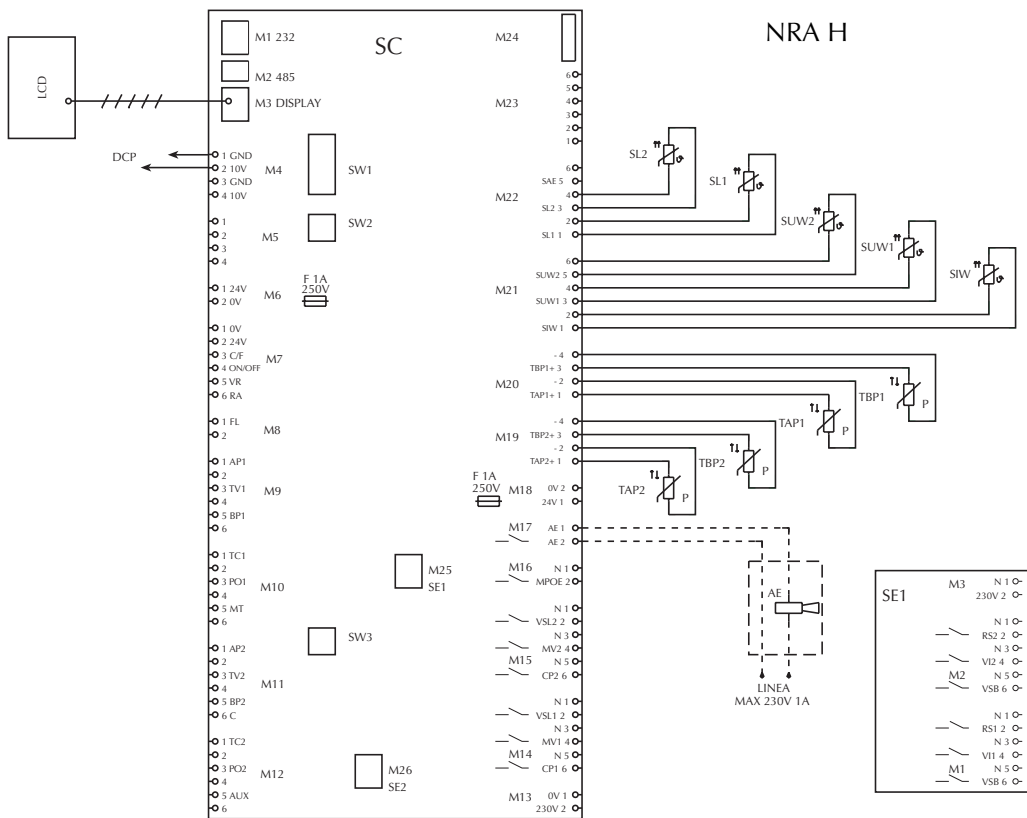 NRA H
LCD
SC
M1 232
M2 485
M3 DISPLAY
DCP
1 GND
2 10V
3 GND
4 10V
M4
SW1
1
2
3
4
M5
SW2
1 24V
2 0V
M6
F 1A
250V
1 0V
2 24V
3 C/F
4 ON/OFF
5 VR
6 RA
M7
1 FL
2
M8
1 AP1
2
3 TV1
4
5 BP1
6
M9
1 TC1
2
3 PO1
4
5 MT
6
M10
1 AP2
2
3 TV2
4
5 BP2
6 C
M11
1 TC2
2
3 PO2
4
5 AUX
6
M12
M25
SE1
SW3
M26
SE2
M24
6
5
4
3
2
1
M23
6
SAE 5
4
SL2 3
2
SL1 1
M22
6
SUW2 5
4
SUW1 3
2
SIW 1
M21
- 4
TBP1+ 3
- 2
TAP1+ 1
M20
- 4
TBP2+ 3
- 2
TAP2+ 1
M19
F 1A
250V
M18
0V 2
24V 1
M17
AE 1
AE 2
M16
N 1
MPOE 2
N 1
VSL2 2
N 3
MV2 4
M15
N 5
CP2 6
N 1
VSL1 2
N 3
MV1 4
M14
N 5
CP1 6
M13
0V 1
230V 2
SL2
SL1
SUW2
SUW1
SIW
TBP1
P
TAP1
P
TBP2
P
TAP2
P
AE
LINEA
MAX 230V 1A
SE1
M3
N 1
230V 2
N 1
RS2 2
N 3
VI2 4
M2
N 5
VSB 6
N 1
RS1 2
N 3
VI1 4
M1
N 5
VSB 6